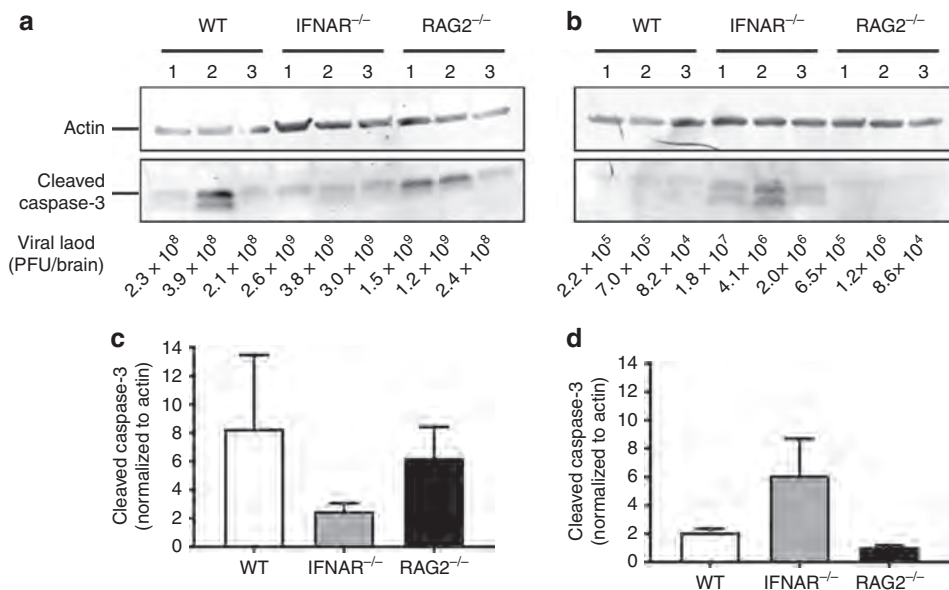 a
WT IFNAR−/− RAG2−/−
1 2 3 1 2 3 1 2 3
Actin
Cleaved
caspase-3
Viral laod
(PFU/brain)
2.3 × 10⁸
3.9 × 10⁸
2.1 × 10⁸
2.6 × 10⁹
3.8 × 10⁹
3.0 × 10⁹
1.5 × 10⁹
1.2 × 10⁹
2.4 × 10⁸
b
WT IFNAR−/− RAG2−/−
1 2 3 1 2 3 1 2 3
2.2 × 10⁵
7.0 × 10⁵
8.2 × 10⁴
1.8 × 10⁷
4.1 × 10⁶
2.0 × 10⁶
6.5× 10⁵
1.2 × 10⁶
8.6× 10⁴
c
Cleaved caspase-3
(normalized to actin)
14
12
10
8
6
4
2
0
WT IFNAR−/− RAG2−/−
d
Cleaved caspase-3
(normalized to actin)
14
12
10
8
6
4
2
0
WT IFNAR−/− RAG2−/−